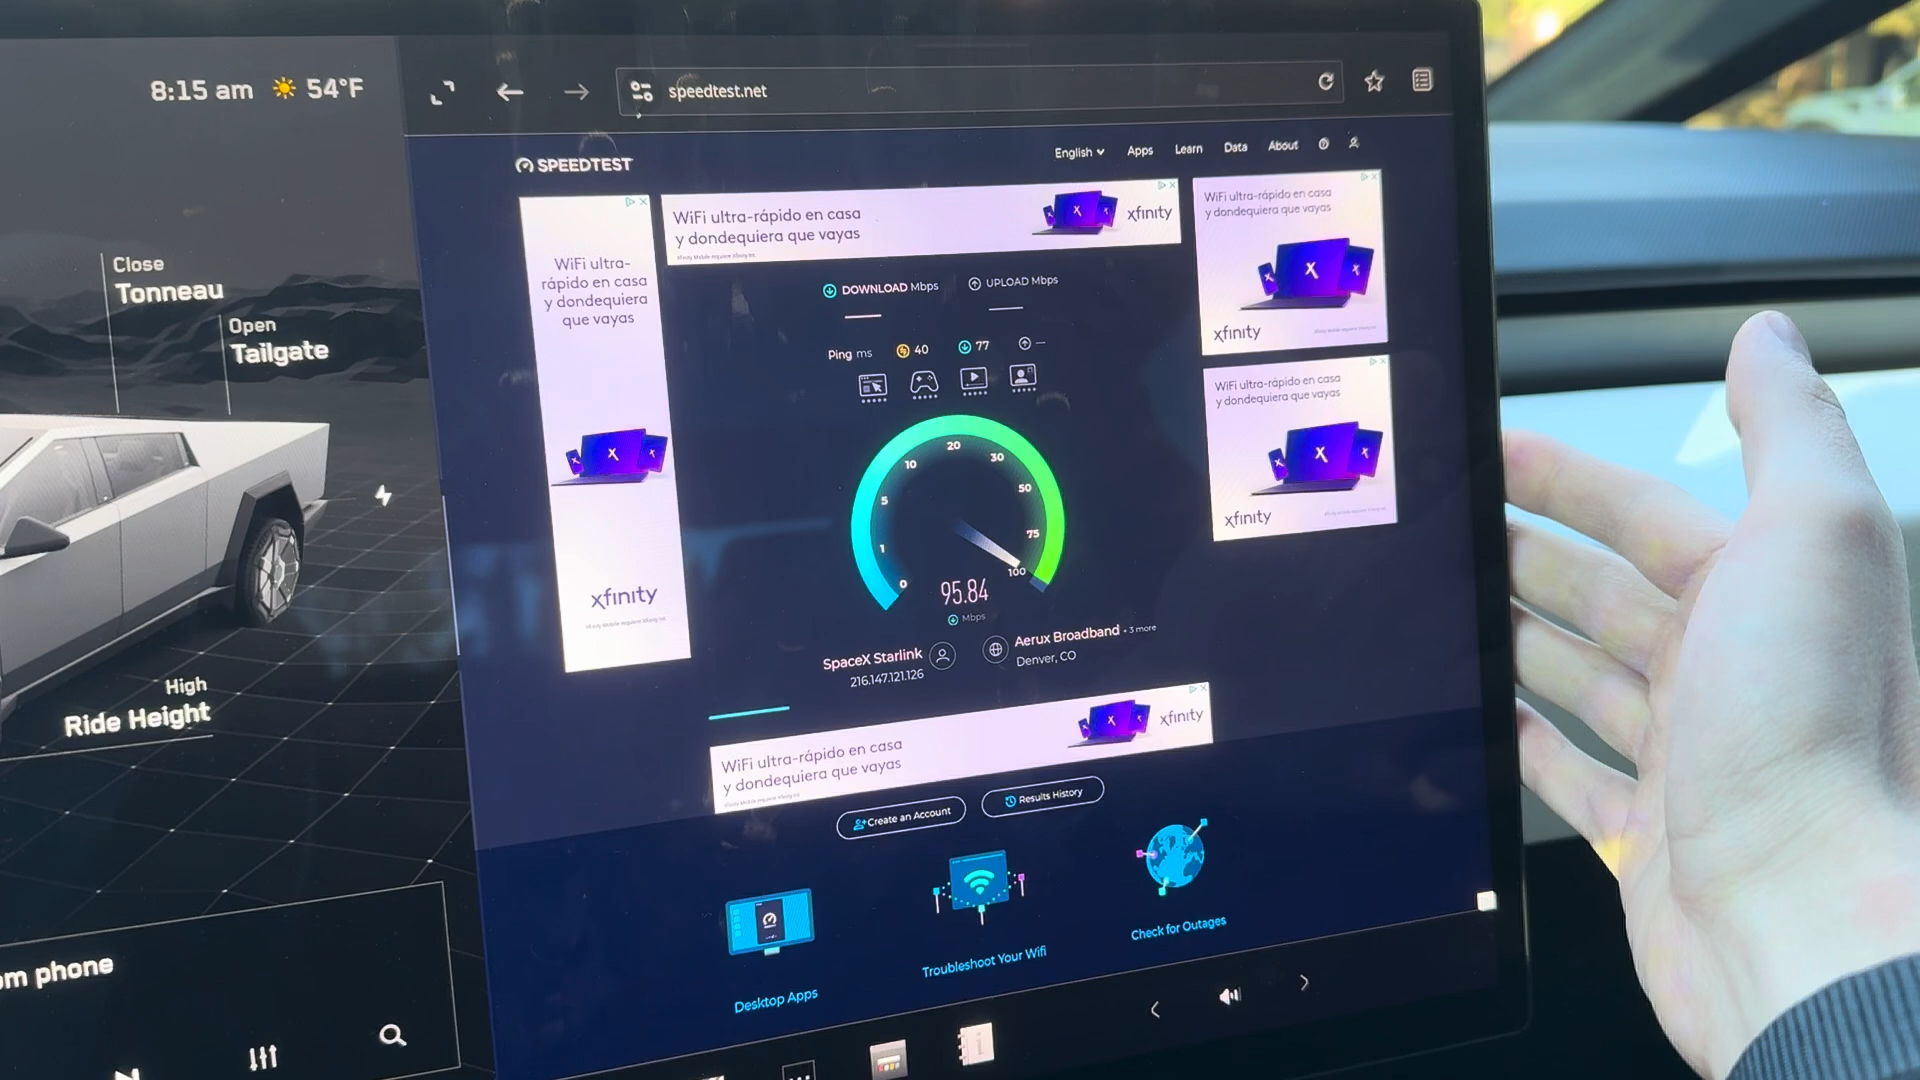 8:15 am 54°F
Close
Tonneau
Open
Tailgate
High
Ride Height
om phone
speedtest.net
SPEEDTEST
English Apps Learn Data About
WiFi ultra-
rápido en casa
y dondequiera
que vayas
xfinity
WiFi ultra-rápido en casa
y dondequiera que vayas
xfinity
WiFi ultra-rápido en casa
y dondequiera que vayas
xfinity
WiFi ultra-rápido en casa
y dondequiera que vayas
xfinity
DOWNLOAD Mbps
UPLOAD Mbps
Ping ms 40 77 —
0
1
5
10
20
30
50
75
100
95.84
Mbps
SpaceX Starlink
216.147.121.126
Aerux Broadband • 3 more
Denver, CO
WiFi ultra-rápido en casa
y dondequiera que vayas
xfinity
Create an Account
Results History
Desktop Apps
Troubleshoot Your Wifi
Check for Outages